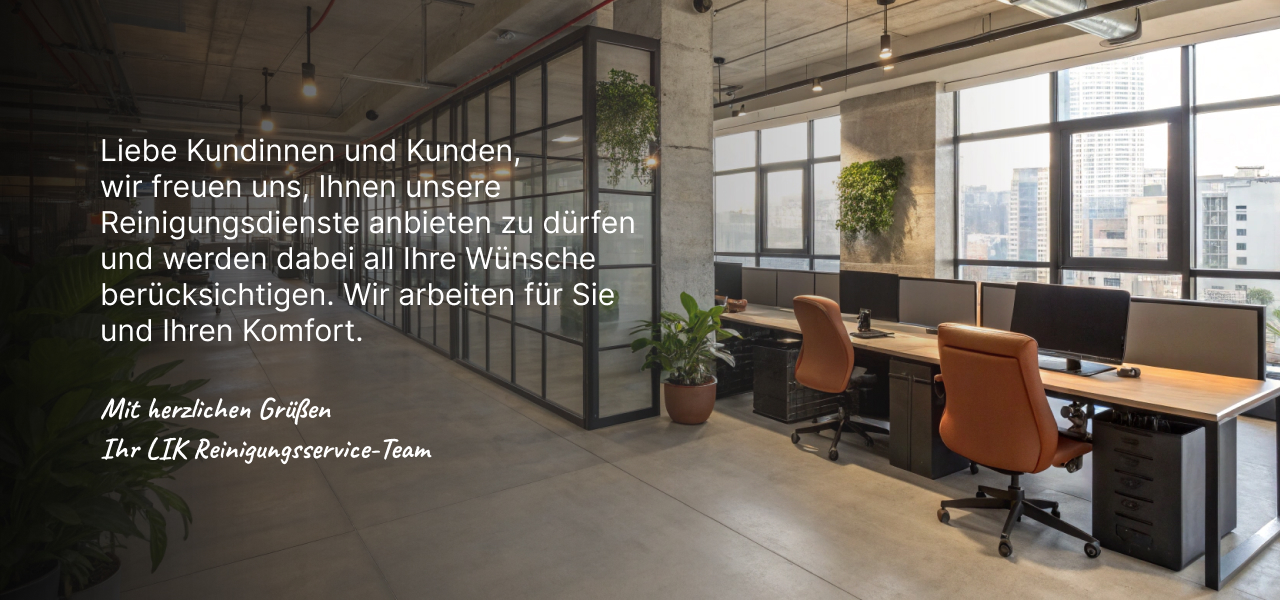 Liebe Kundinnen und Kunden,
wir freuen uns, Ihnen unsere
Reinigungsdienste anbieten zu dürfen
und werden dabei all Ihre Wünsche
berücksichtigen. Wir arbeiten für Sie
und Ihren Komfort.
Mit herzlichen Grüßen
Ihr LIK Reinigungsservice-Team